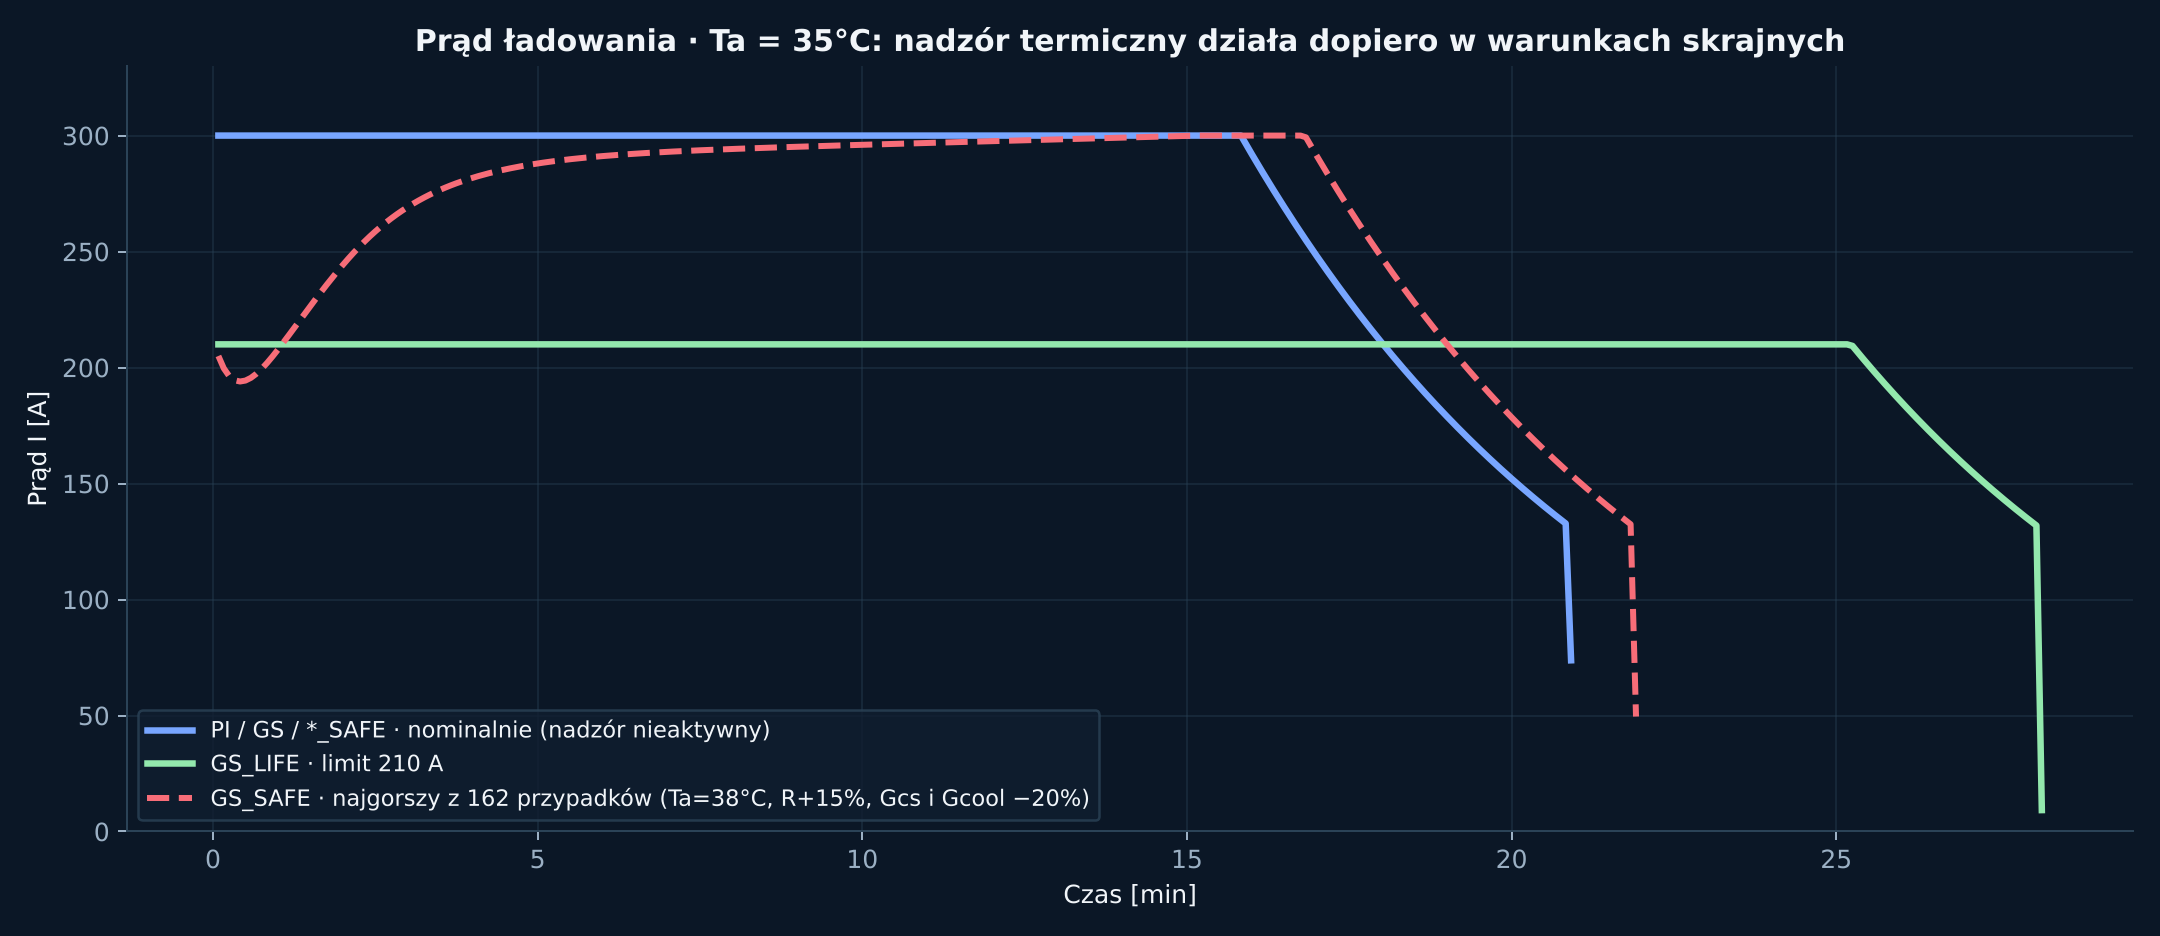 Prąd ładowania · Ta = 35°C: nadzór termiczny działa dopiero w warunkach skrajnych
Prąd I [A]
300
250
200
150
100
50
0
PI / GS / *_SAFE · nominalnie (nadzór nieaktywny)
GS_LIFE · limit 210 A
GS_SAFE · najgorszy z 162 przypadków (Ta=38°C, R+15%, Gcs i Gcool −20%)
0 5 10 15 20 25
Czas [min]